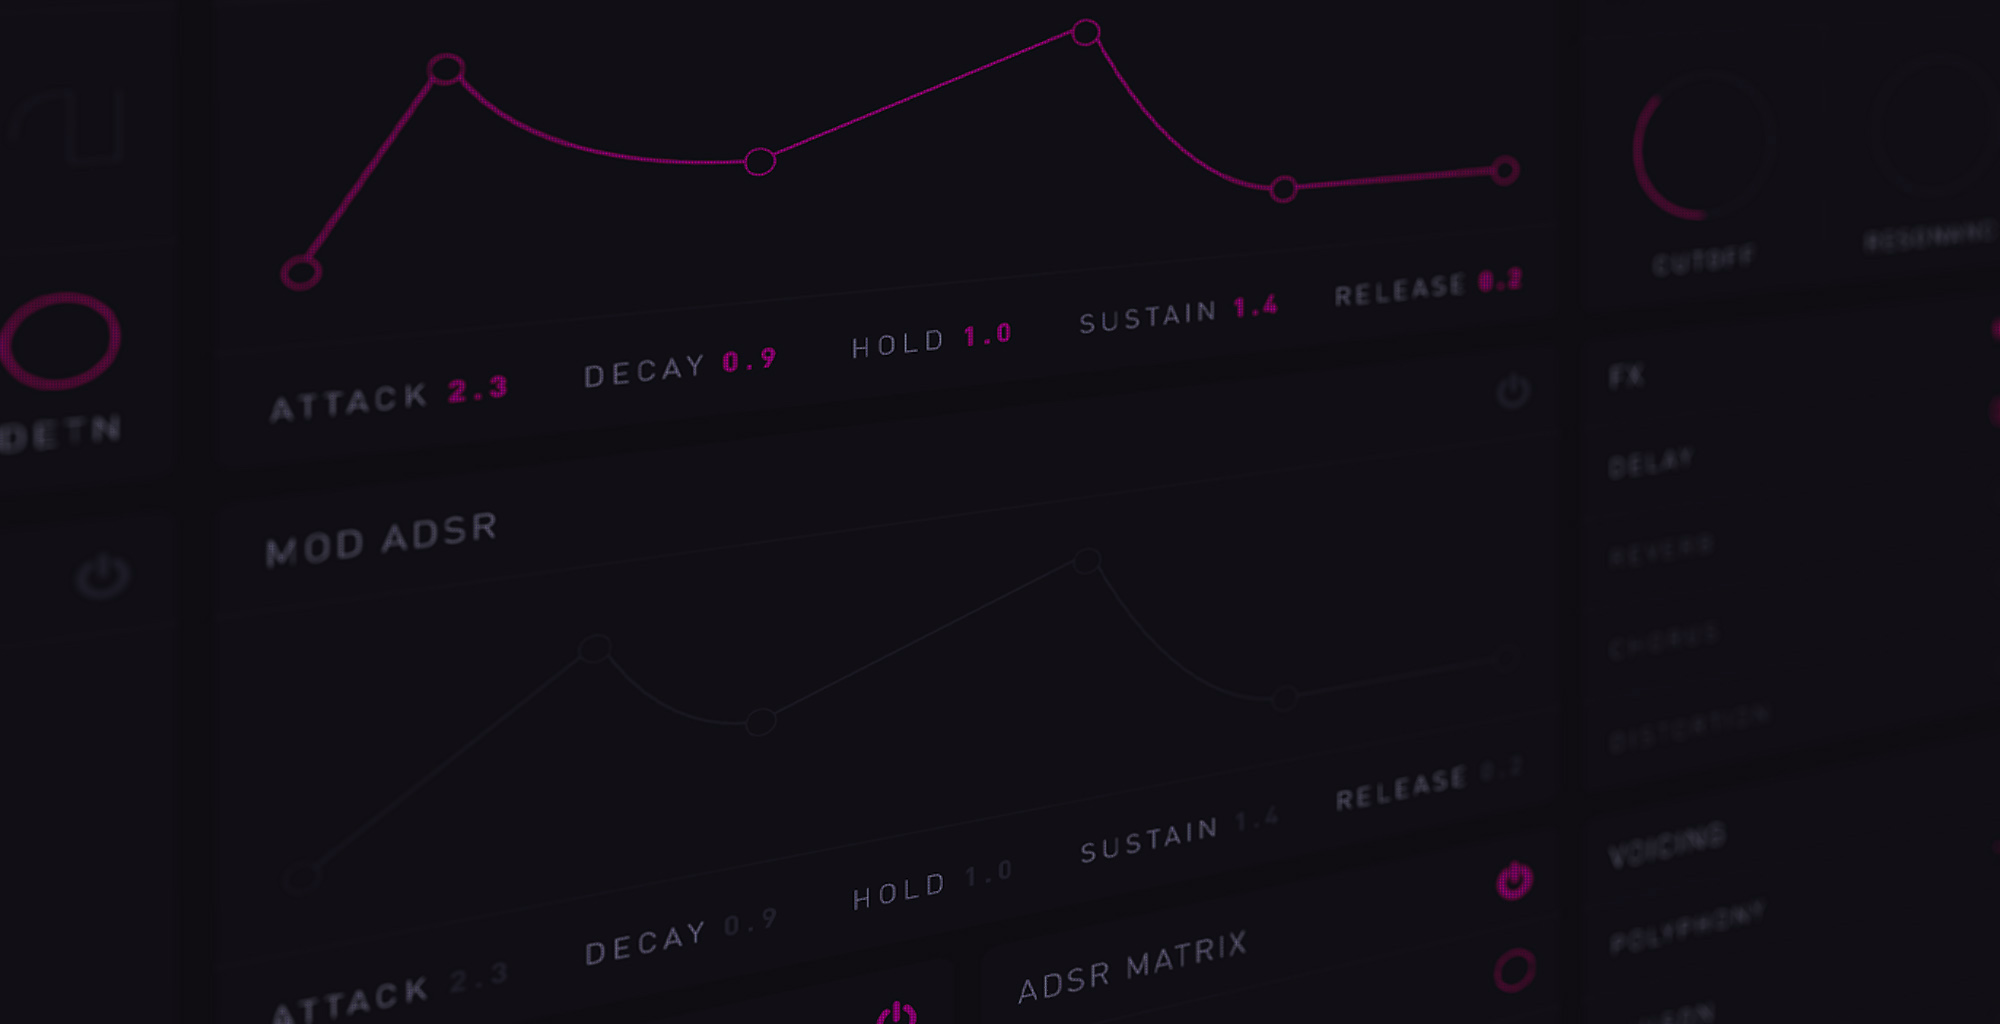 DETN
ATTACK 2.3 DECAY 0.9 HOLD 1.0 SUSTAIN 1.4 RELEASE 0.2
MOD ADSR
ATTACK 2.3 DECAY 0.9 HOLD 1.0 SUSTAIN 1.4 RELEASE 0.2
ADSR MATRIX
CUTOFF
FX
DELAY
REVERB
CHORUS
DISTORTION
VOICING
POLYPHONY